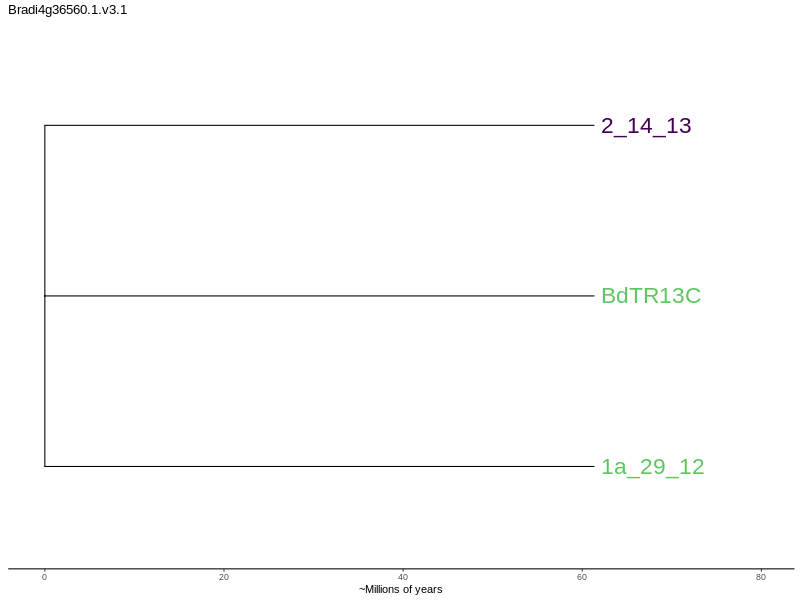 Bradi4g36560.1.v3.1
2_14_13
BdTR13C
1a_29_12
0 20 40 60 80
~Millions of years